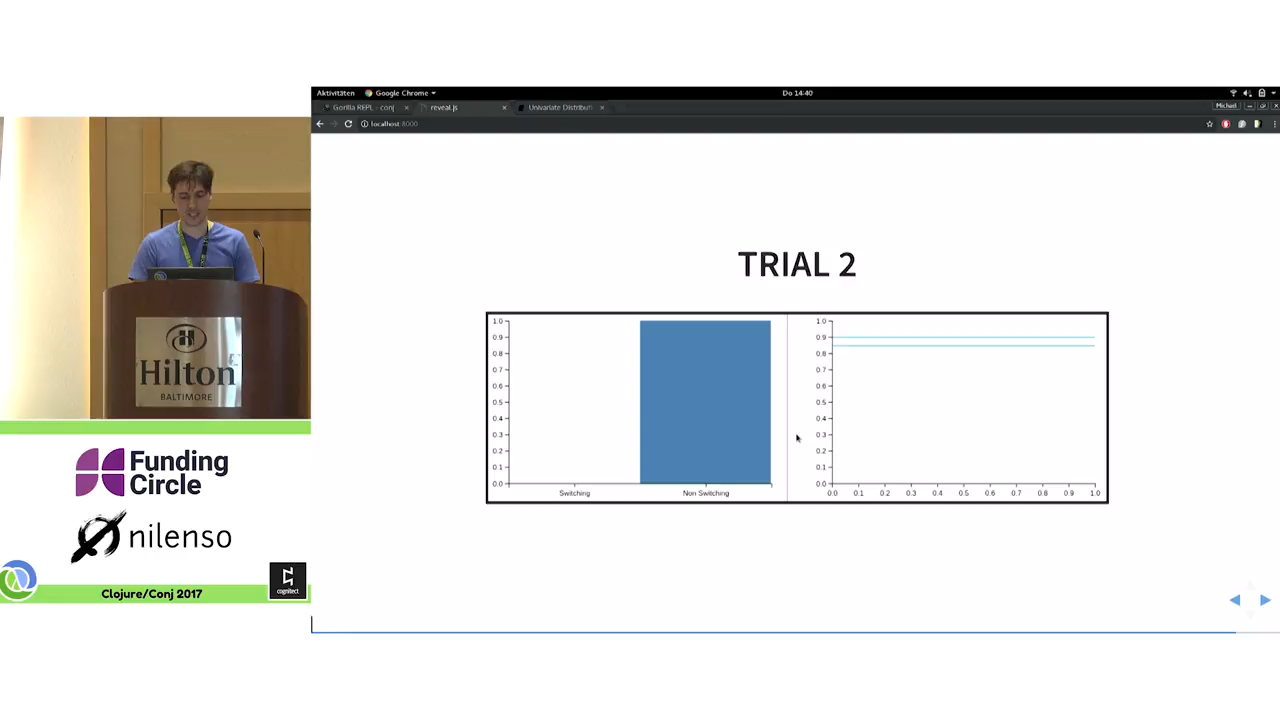 Aktivitäten
Google Chrome
Do 14:40
Gorilla REPL - conj
reveal.js
Univariate Distributi
Michael
localhost:8000
TRIAL 2
1.0
0.9
0.8
0.7
0.6
0.5
0.4
0.3
0.2
0.1
0.0
Switching
Non Switching
1.0
0.9
0.8
0.7
0.6
0.5
0.4
0.3
0.2
0.1
0.0
0.0 0.1 0.2 0.3 0.4 0.5 0.6 0.7 0.8 0.9 1.0
Hilton
BALTIMORE
Funding
Circle
nilenso
Clojure/Conj 2017
cognitect